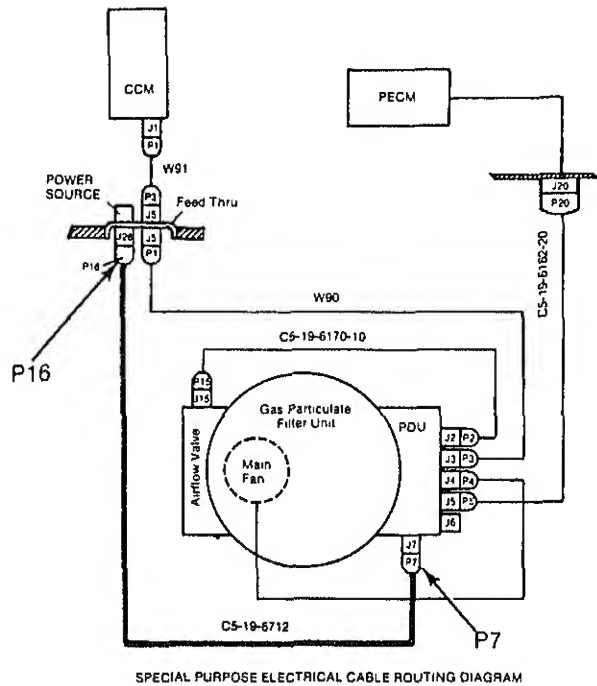 CCM
J1
P1
W91
PECM
POWER
SOURCE
P3
J5
Feed Thru
J28
J5
P16
P1
J20
P20
C5-19-6162-20
W90
P16
C5-19-6170-10
P15
J15
Gas Particulate
Filter Unit
PDU
Airflow Valve
Main
Fan
J2 P2
J3 P3
J4 P4
J5 P5
J6
J7
P7
C5-19-6712
P7
SPECIAL PURPOSE ELECTRICAL CABLE ROUTING DIAGRAM